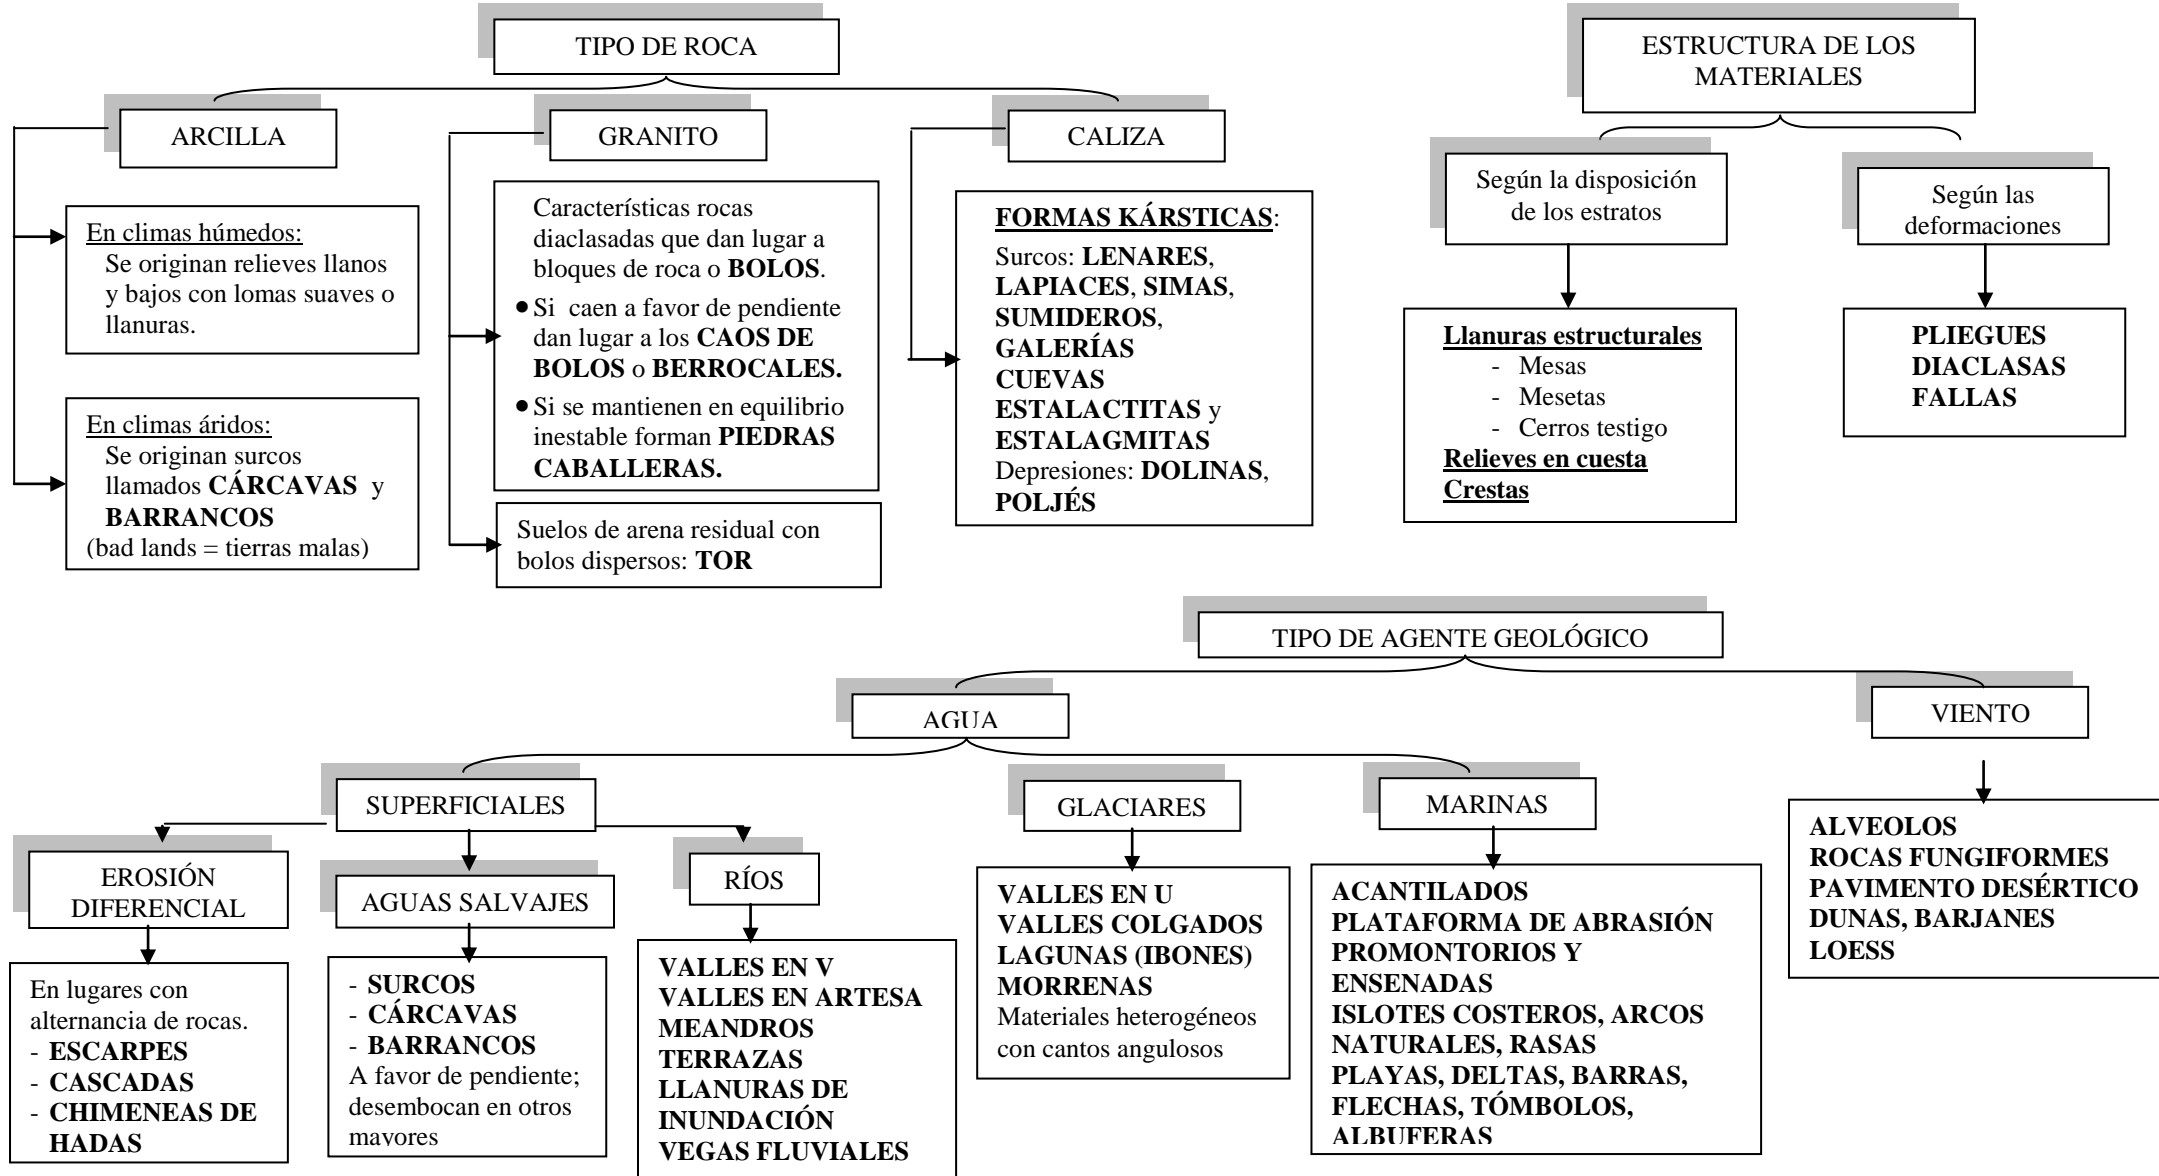 TIPO DE ROCA
ARCILLA
En climas húmedos:
Se originan relieves llanos
y bajos con lomas suaves o
llanuras.
En climas áridos:
Se originan surcos
llamados CÁRCAVAS y
BARRANCOS
(bad lands = tierras malas)
GRANITO
Características rocas
diaclasadas que dan lugar a
bloques de roca o BOLOS.
• Si caen a favor de pendiente
dan lugar a los CAOS DE
BOLOS o BERROCALES.
• Si se mantienen en equilibrio
inestable forman PIEDRAS
CABALLERAS.
Suelos de arena residual con
bolos dispersos: TOR
CALIZA
FORMAS KÁRSTICAS:
Surcos: LENARES,
LAPIACES, SIMAS,
SUMIDEROS,
GALERÍAS
CUEVAS
ESTALACTITAS y
ESTALAGMITAS
Depresiones: DOLINAS,
POLJÉS
ESTRUCTURA DE LOS
MATERIALES
Según la disposición
de los estratos
Llanuras estructurales
- Mesas
- Mesetas
- Cerros testigo
Relieves en cuesta
Crestas
Según las
deformaciones
PLIEGUES
DIACLASAS
FALLAS
TIPO DE AGENTE GEOLÓGICO
AGUA
SUPERFICIALES
EROSIÓN
DIFERENCIAL
En lugares con
alternancia de rocas.
- ESCARPES
- CASCADAS
- CHIMENEAS DE
HADAS
AGUAS SALVAJES
- SURCOS
- CÁRCAVAS
- BARRANCOS
A favor de pendiente;
desembocan en otros
mayores
RÍOS
VALLES EN V
VALLES EN ARTESA
MEANDROS
TERRAZAS
LLANURAS DE
INUNDACIÓN
VEGAS FLUVIALES
GLACIARES
VALLES EN U
VALLES COLGADOS
LAGUNAS (IBONES)
MORRENAS
Materiales heterogéneos
con cantos angulosos
MARINAS
ACANTILADOS
PLATAFORMA DE ABRASIÓN
PROMONTORIOS Y
ENSENADAS
ISLOTES COSTEROS, ARCOS
NATURALES, RASAS
PLAYAS, DELTAS, BARRAS,
FLECHAS, TÓMBOLOS,
ALBUFERAS
VIENTO
ALVEOLOS
ROCAS FUNGIFORMES
PAVIMENTO DESÉRTICO
DUNAS, BARJANES
LOESS